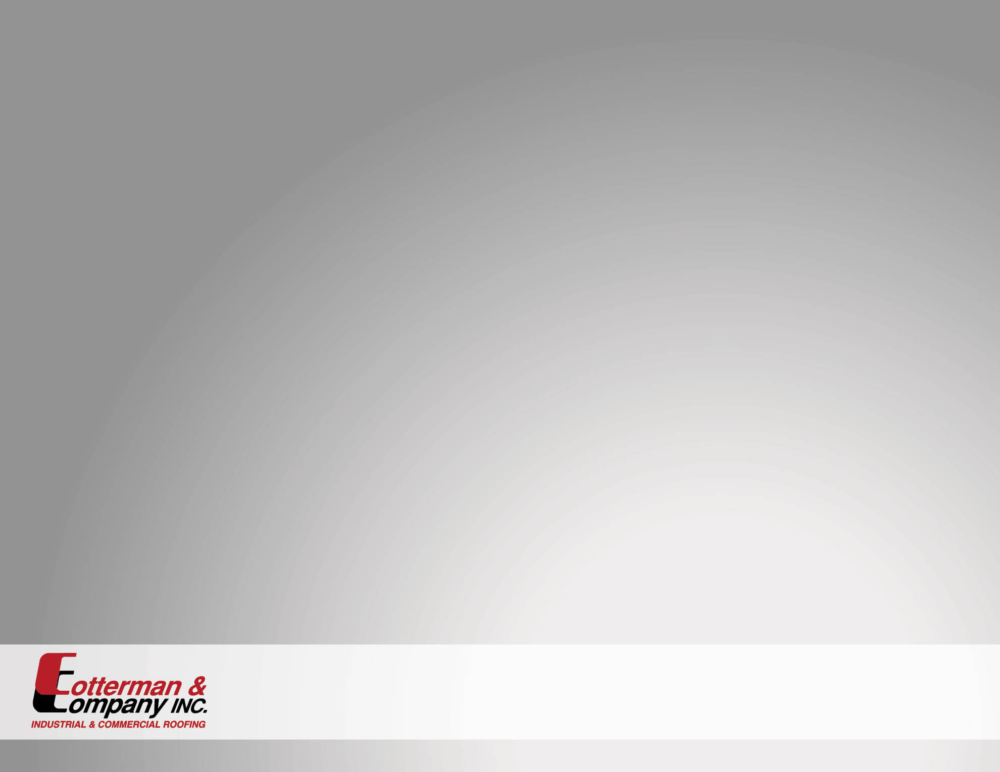 Cotterman &
Company INC.
INDUSTRIAL & COMMERCIAL ROOFING